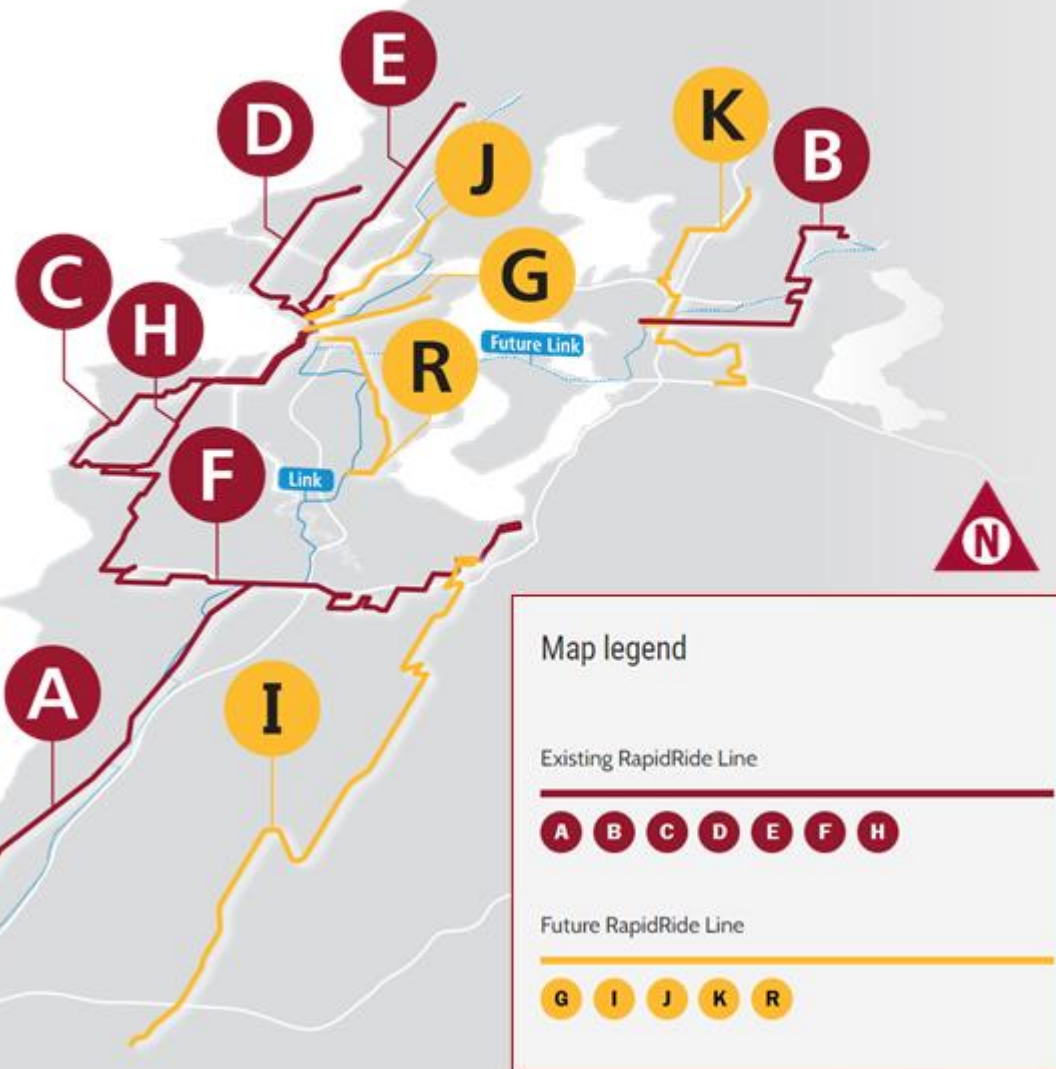 E
D
K
J
B
C
G
H
Future Link
R
F
Link
N
A
I
Map legend
Existing RapidRide Line
A B C D E F H
Future RapidRide Line
G I J K R